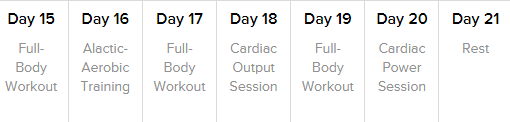 Day 15 Day 16 Day 17 Day 18 Day 19 Day 20 Day 21
Full- Alactic- Full- Cardiac Full- Cardiac Rest
Body Aerobic Body Output Body Power
Workout Training Workout Session Workout Session